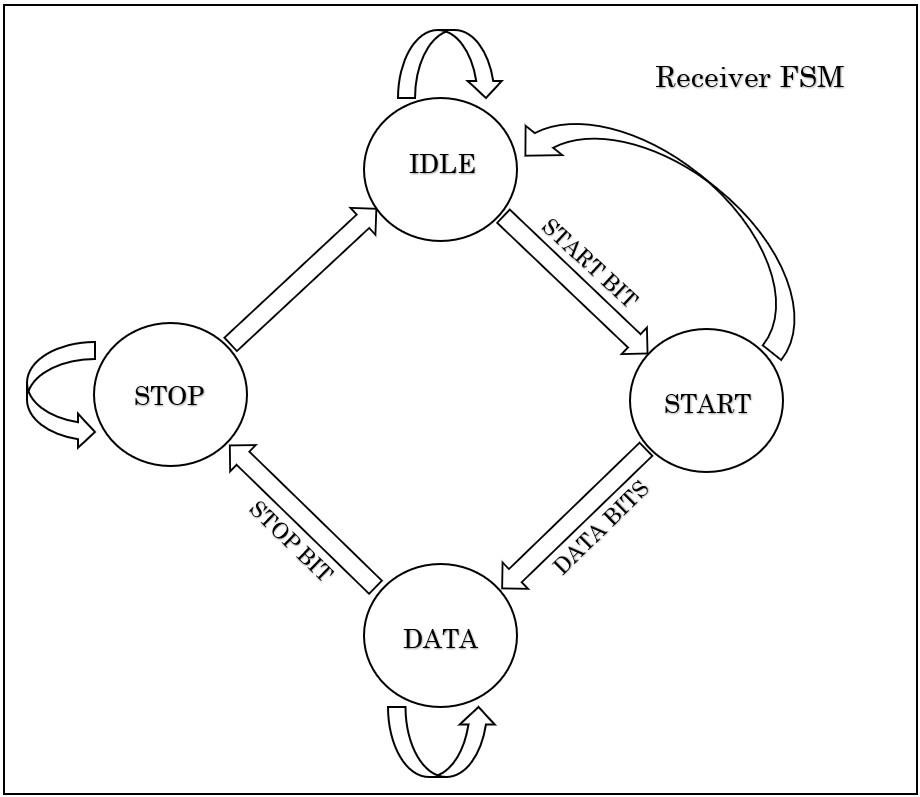 Receiver FSM
IDLE
START BIT
STOP
START
STOP BIT
DATA BITS
DATA